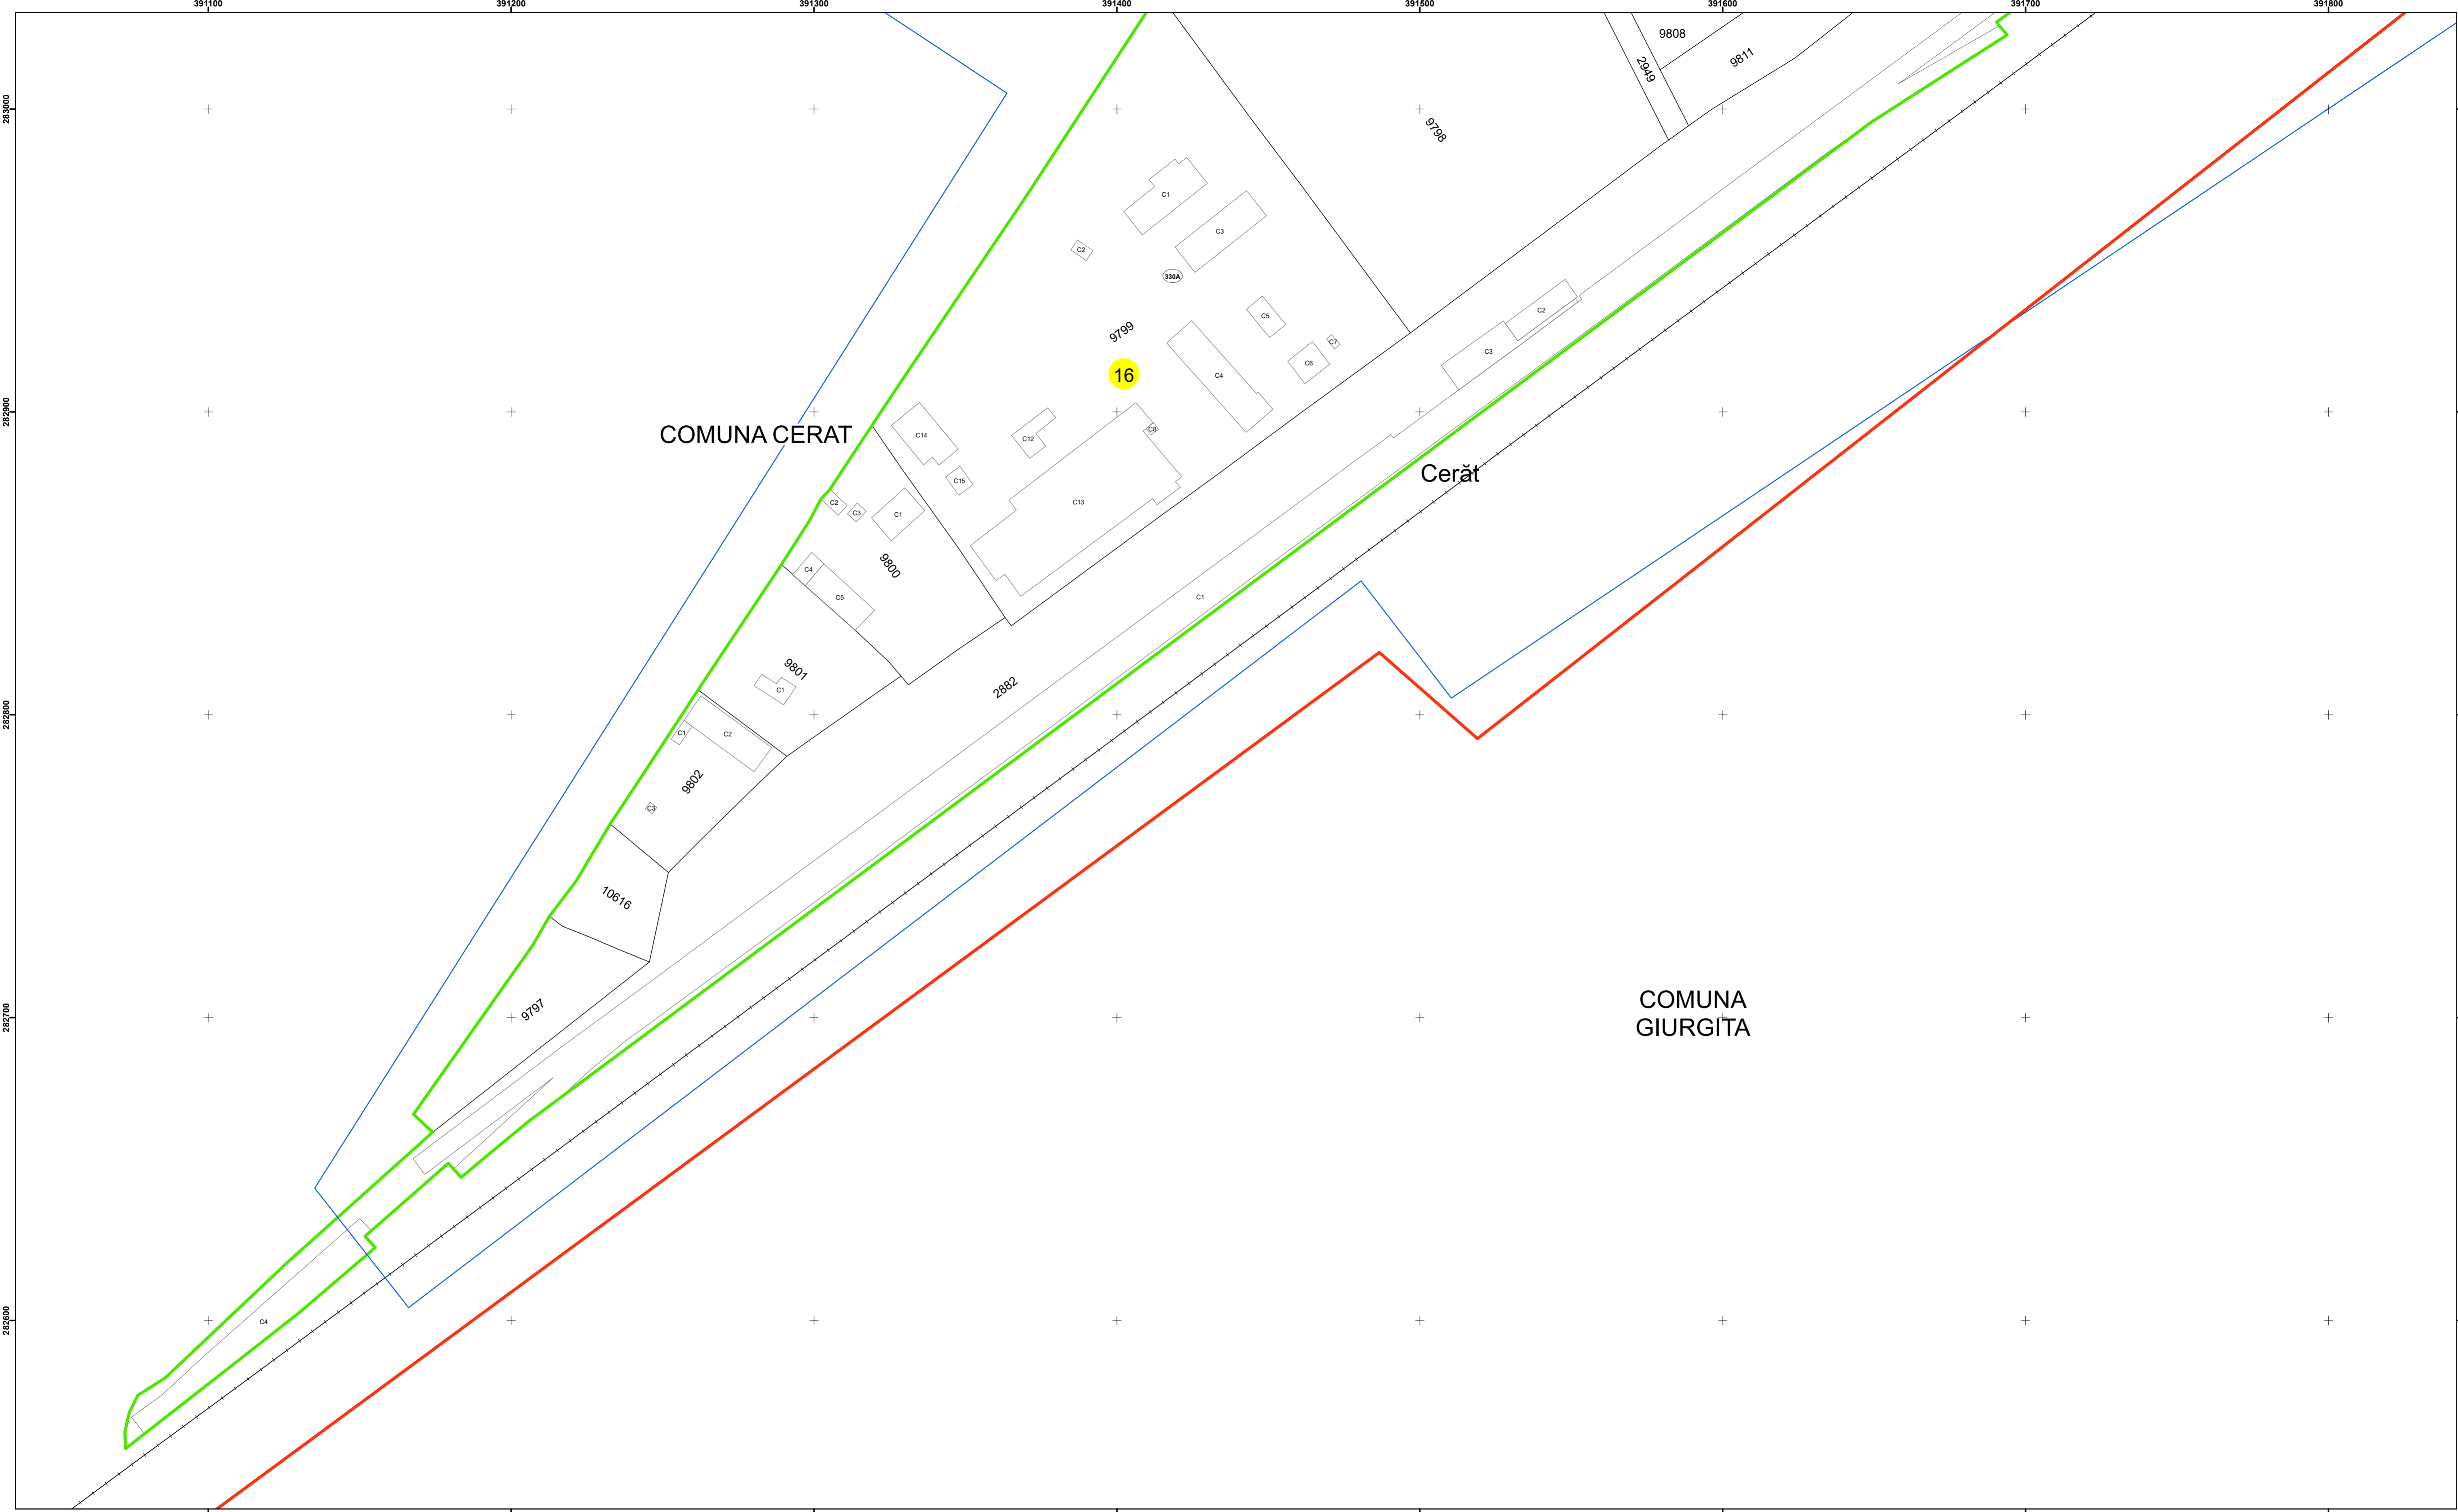 391100 391200 391300 391400 391500 391600 391700 391800
283000
282900
282800
282700
282600
9808
9811
2949
9798
C1
C3
C2
330A
C5
C7
C6
C4
9799
16
C2
C3
COMUNA CERAT
C14
C12
C8
C15
C13
Cerăt
C2
C3
C1
9800
C4
C5
C1
9801
C1
2882
C1
C2
9802
C3
10616
9797
COMUNA
GIURGITA
C4